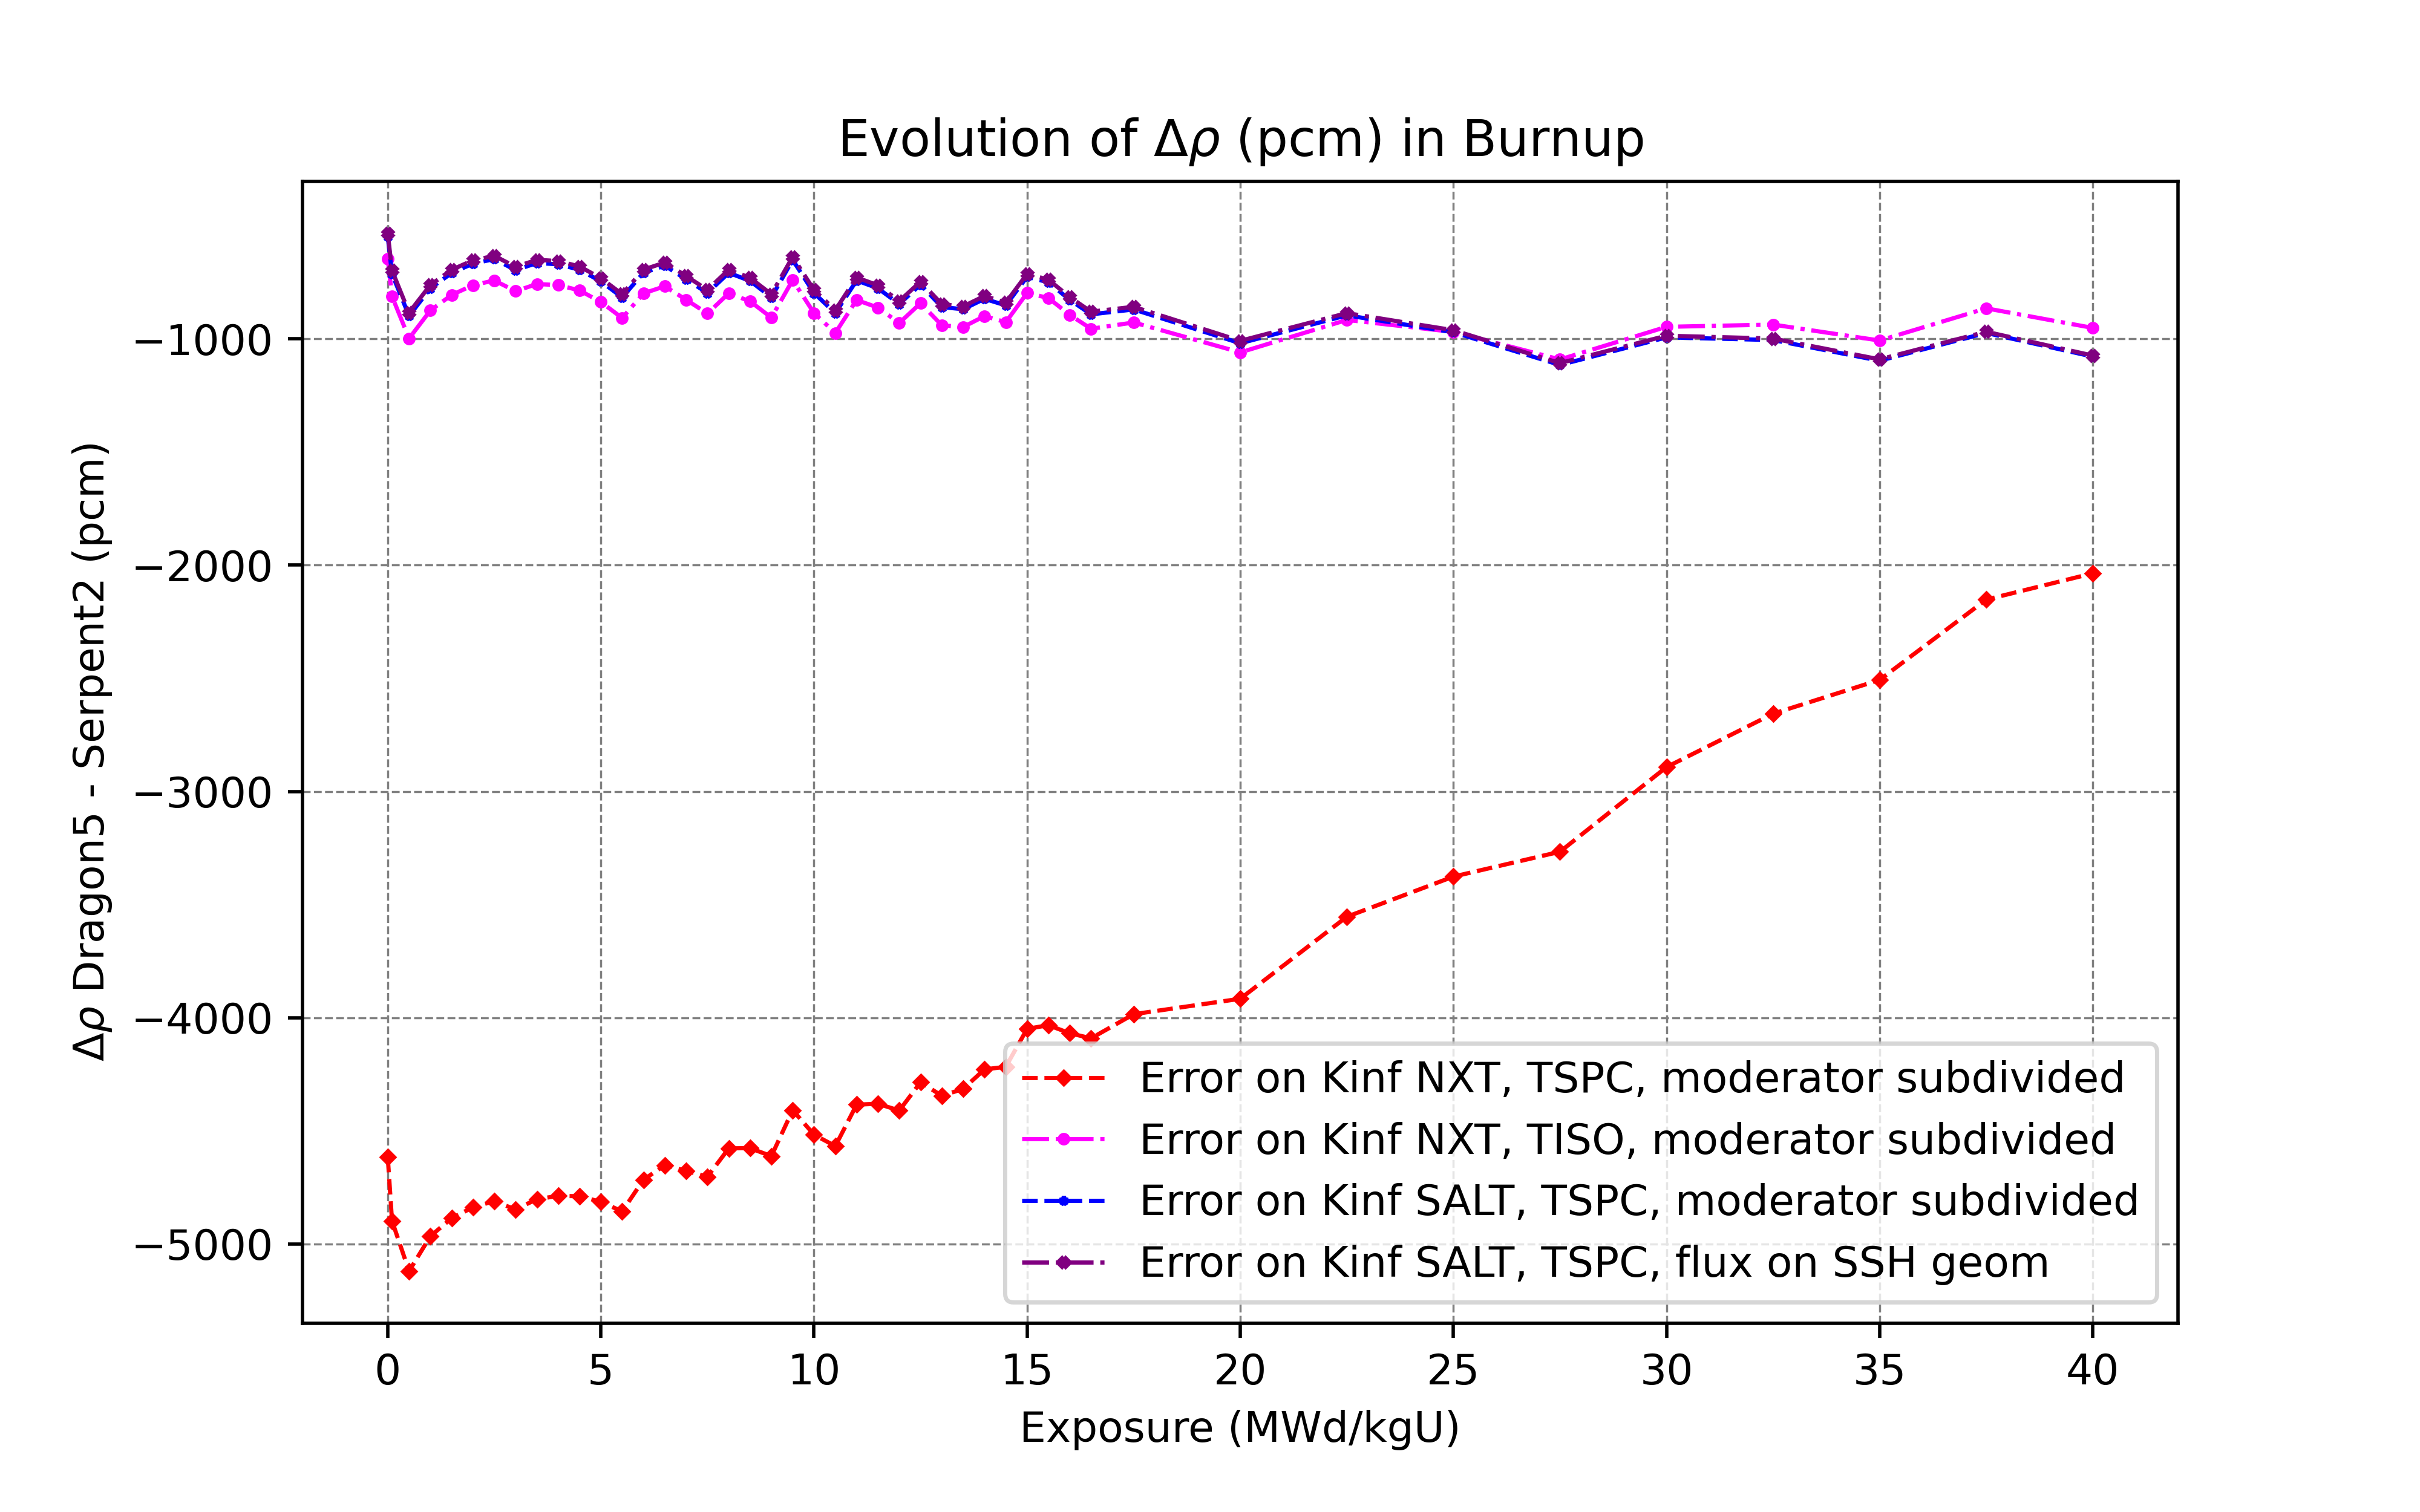 Evolution of Δρ (pcm) in Burnup
Δρ Dragon5 - Serpent2 (pcm)
−1000
−2000
−3000
−4000
−5000
Error on Kinf NXT, TSPC, moderator subdivided
Error on Kinf NXT, TISO, moderator subdivided
Error on Kinf SALT, TSPC, moderator subdivided
Error on Kinf SALT, TSPC, flux on SSH geom
0 5 10 15 20 25 30 35 40
Exposure (MWd/kgU)